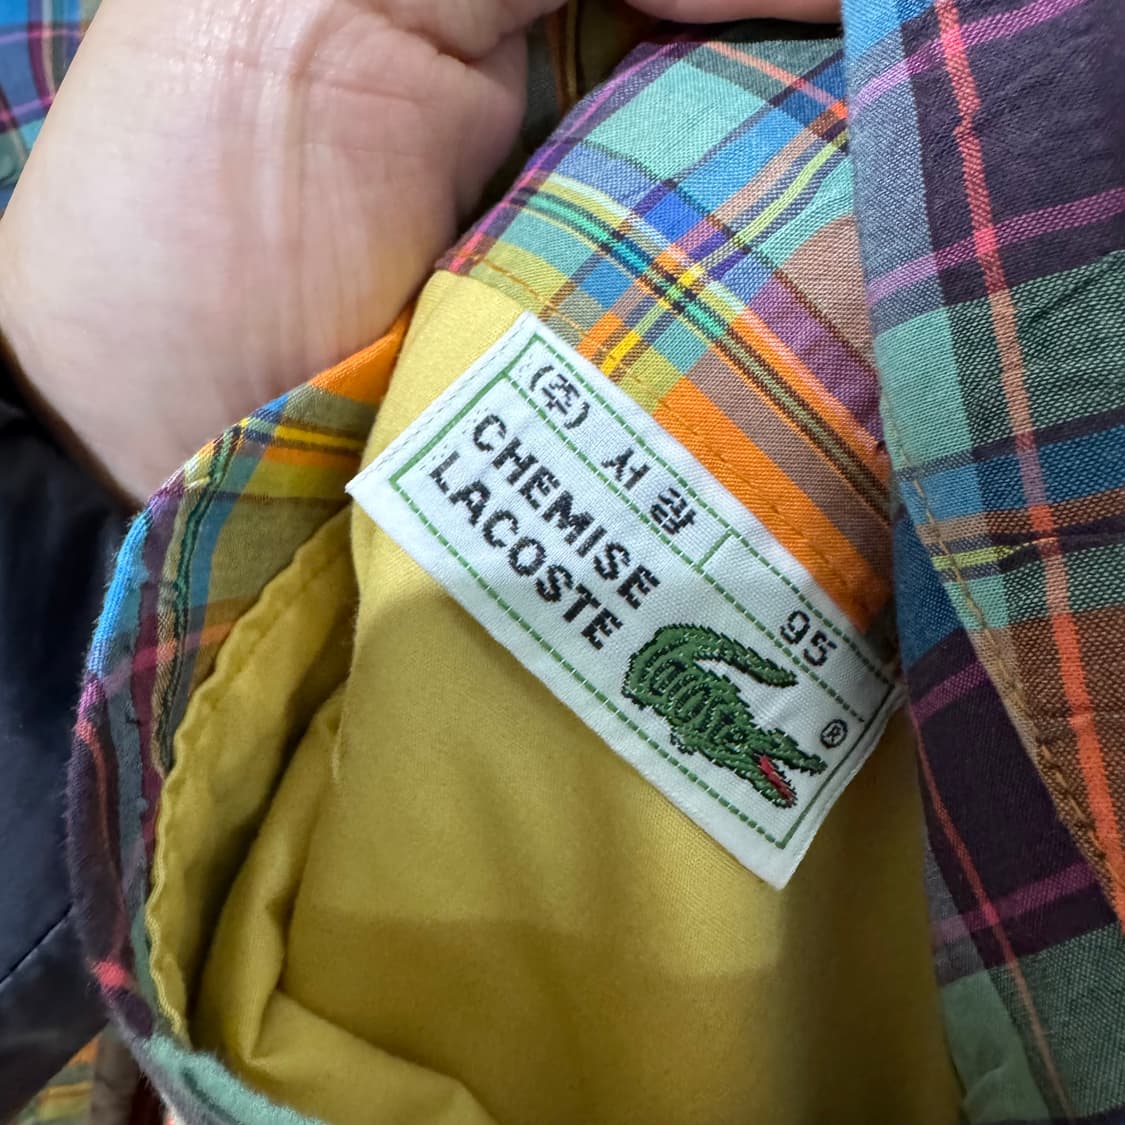 (주) 서광
95
CHEMISE
LACOSTE
®